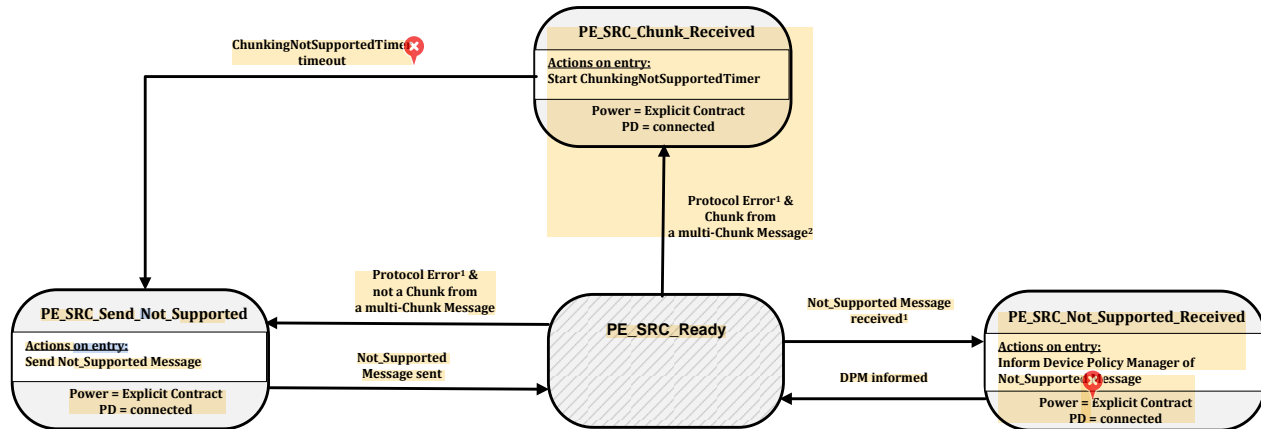 PE_SRC_Chunk_Received
ChunkingNotSupportedTimer
timeout
Actions on entry:
Start ChunkingNotSupportedTimer
Power = Explicit Contract
PD = connected
Protocol Error¹ &
Chunk from
a multi-Chunk Message²
Protocol Error¹ &
not a Chunk from
a multi-Chunk Message
Not_Supported Message
received¹
PE_SRC_Send_Not_Supported
Actions on entry:
Send Not_Supported Message
Power = Explicit Contract
PD = connected
Not_Supported
Message sent
PE_SRC_Ready
DPM informed
PE_SRC_Not_Supported_Received
Actions on entry:
Inform Device Policy Manager of
Not_Supported Message
Power = Explicit Contract
PD = connected